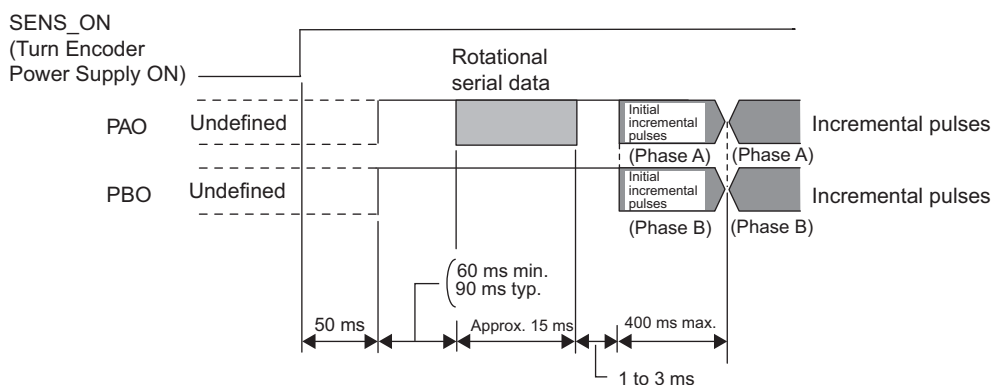 SENS_ON
(Turn Encoder
Power Supply ON)
Rotational
serial data
PAO
Undefined
Initial
incremental
pulses
(Phase A)
(Phase A)
Incremental pulses
PBO
Undefined
Initial
incremental
pulses
(Phase B)
(Phase B)
Incremental pulses
60 ms min.
90 ms typ.
50 ms
Approx. 15 ms
400 ms max.
1 to 3 ms